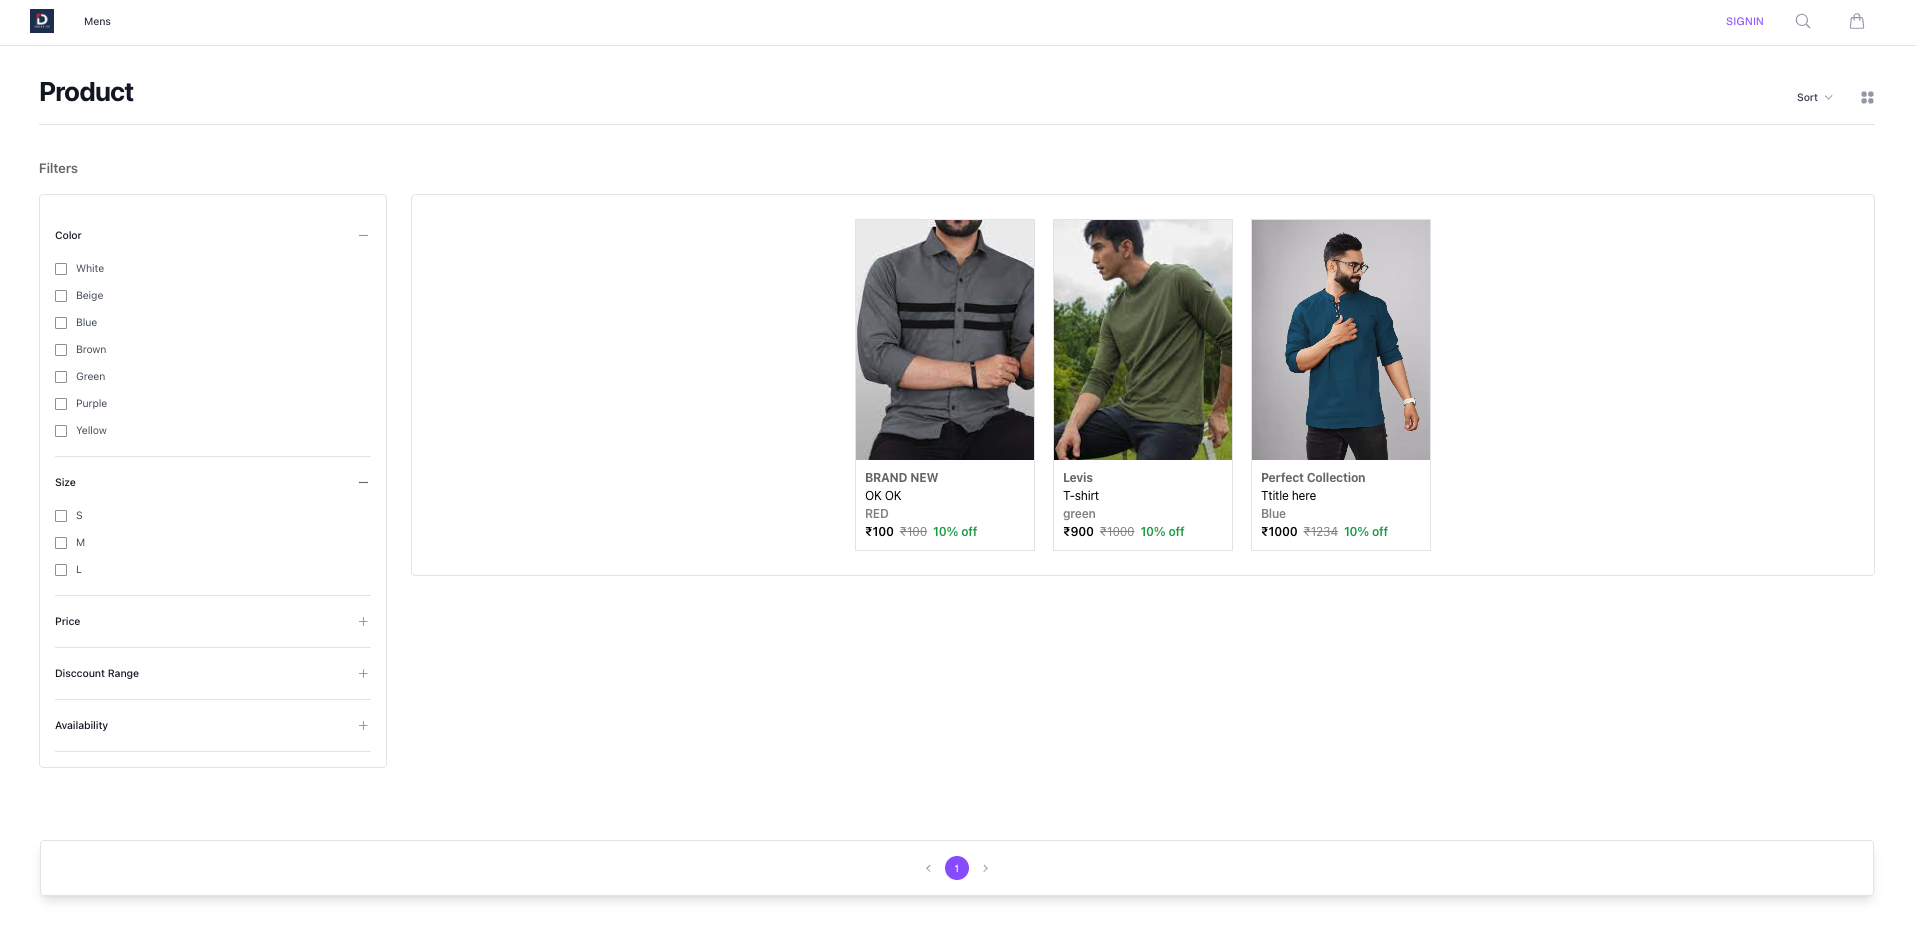 Mens
SIGNIN
Product
Sort
Filters
Color
White
Beige
Blue
Brown
Green
Purple
Yellow
Size
S
M
L
Price
Disccount Range
Availability
BRAND NEW
OK OK
RED
₹100 ₹100 10% off
Levis
T-shirt
green
₹900 ₹1000 10% off
Perfect Collection
Ttitle here
Blue
₹1000 ₹1234 10% off
1